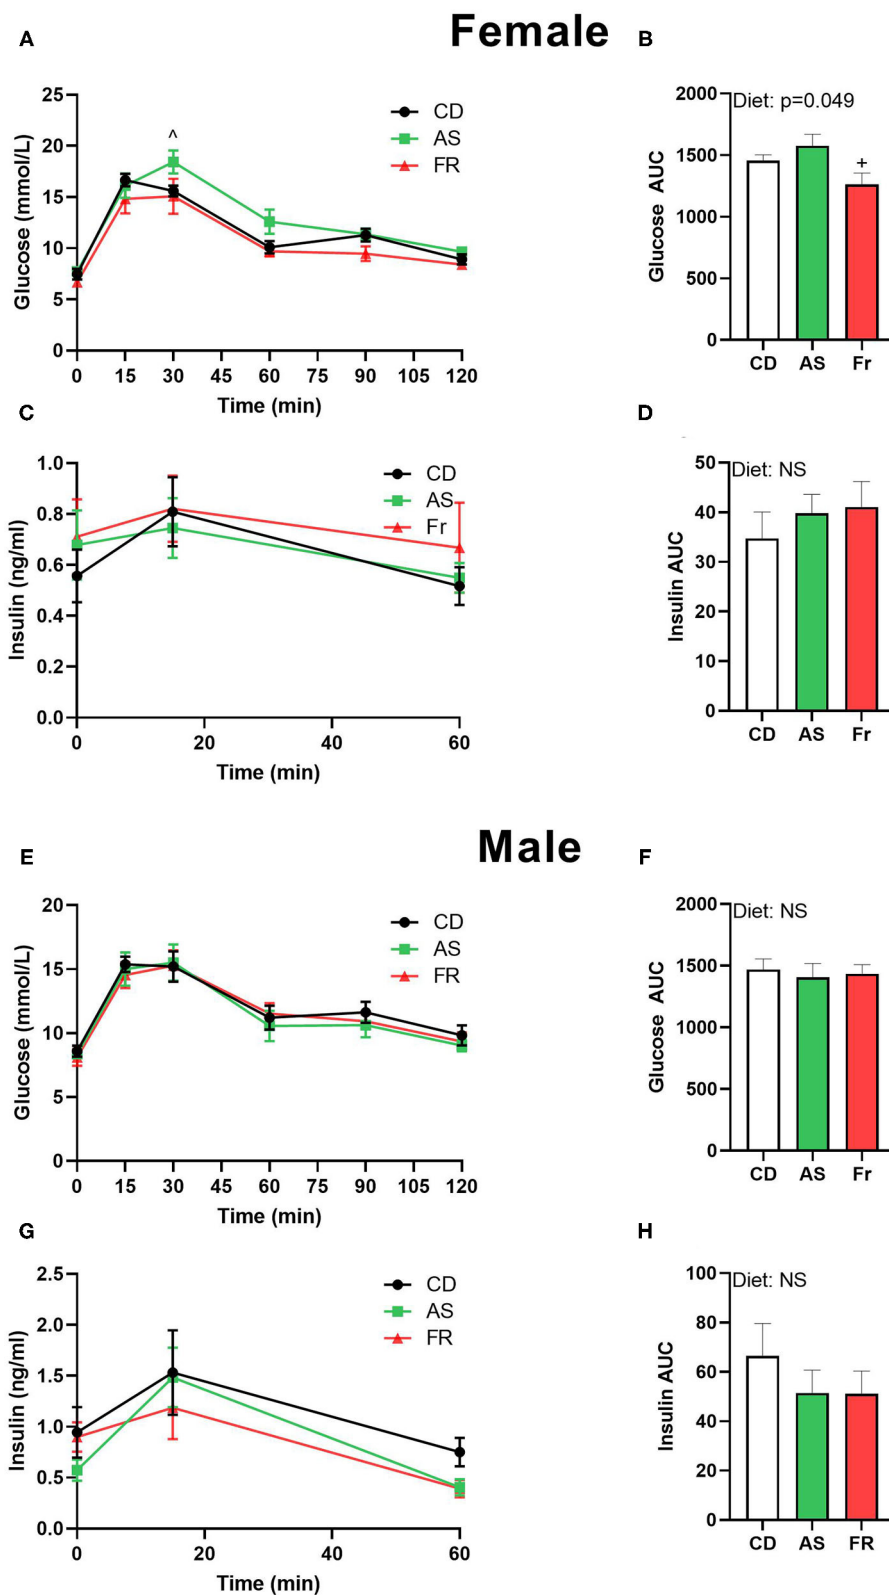 Female
A
B
Glucose (mmol/L)
25
20
15
10
5
0
^
CD
AS
FR
0 15 30 45 60 75 90 105 120
Time (min)
Glucose AUC
2000
1500
1000
500
0
Diet: p=0.049
+
CD AS Fr
C
D
Insulin (ng/ml)
1.0
0.8
0.6
0.4
0.2
0.0
CD
AS
Fr
0 20 40 60
Time (min)
Insulin AUC
50
40
30
20
10
0
Diet: NS
CD AS Fr
Male
E
F
Glucose (mmol/L)
20
15
10
5
0
CD
AS
FR
0 15 30 45 60 75 90 105 120
Time (min)
Glucose AUC
2000
1500
1000
500
0
Diet: NS
CD AS Fr
G
H
Insulin (ng/ml)
2.5
2.0
1.5
1.0
0.5
0.0
CD
AS
FR
0 20 40 60
Time (min)
Insulin AUC
100
80
60
40
20
0
Diet: NS
CD AS FR